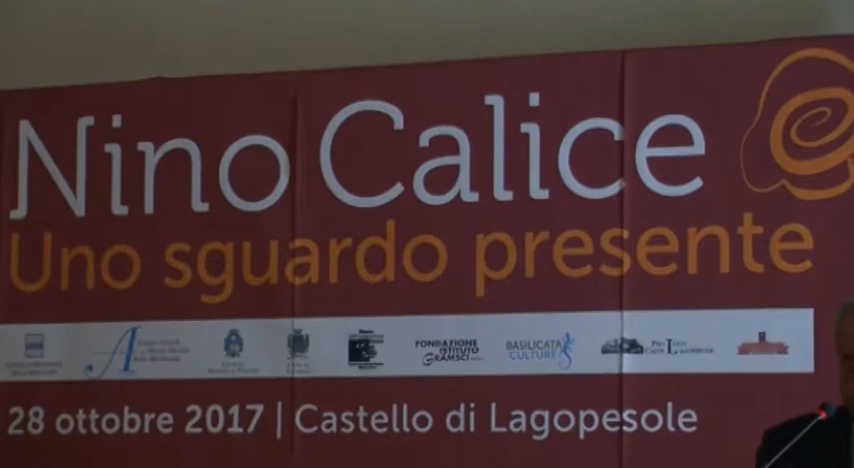 Nino Calice
Uno sguardo presente
FONDAZIONE
ISTITUTO
GRAMSCI
BASILICATA
CULTURE
28 ottobre 2017 | Castello di Lagopesole